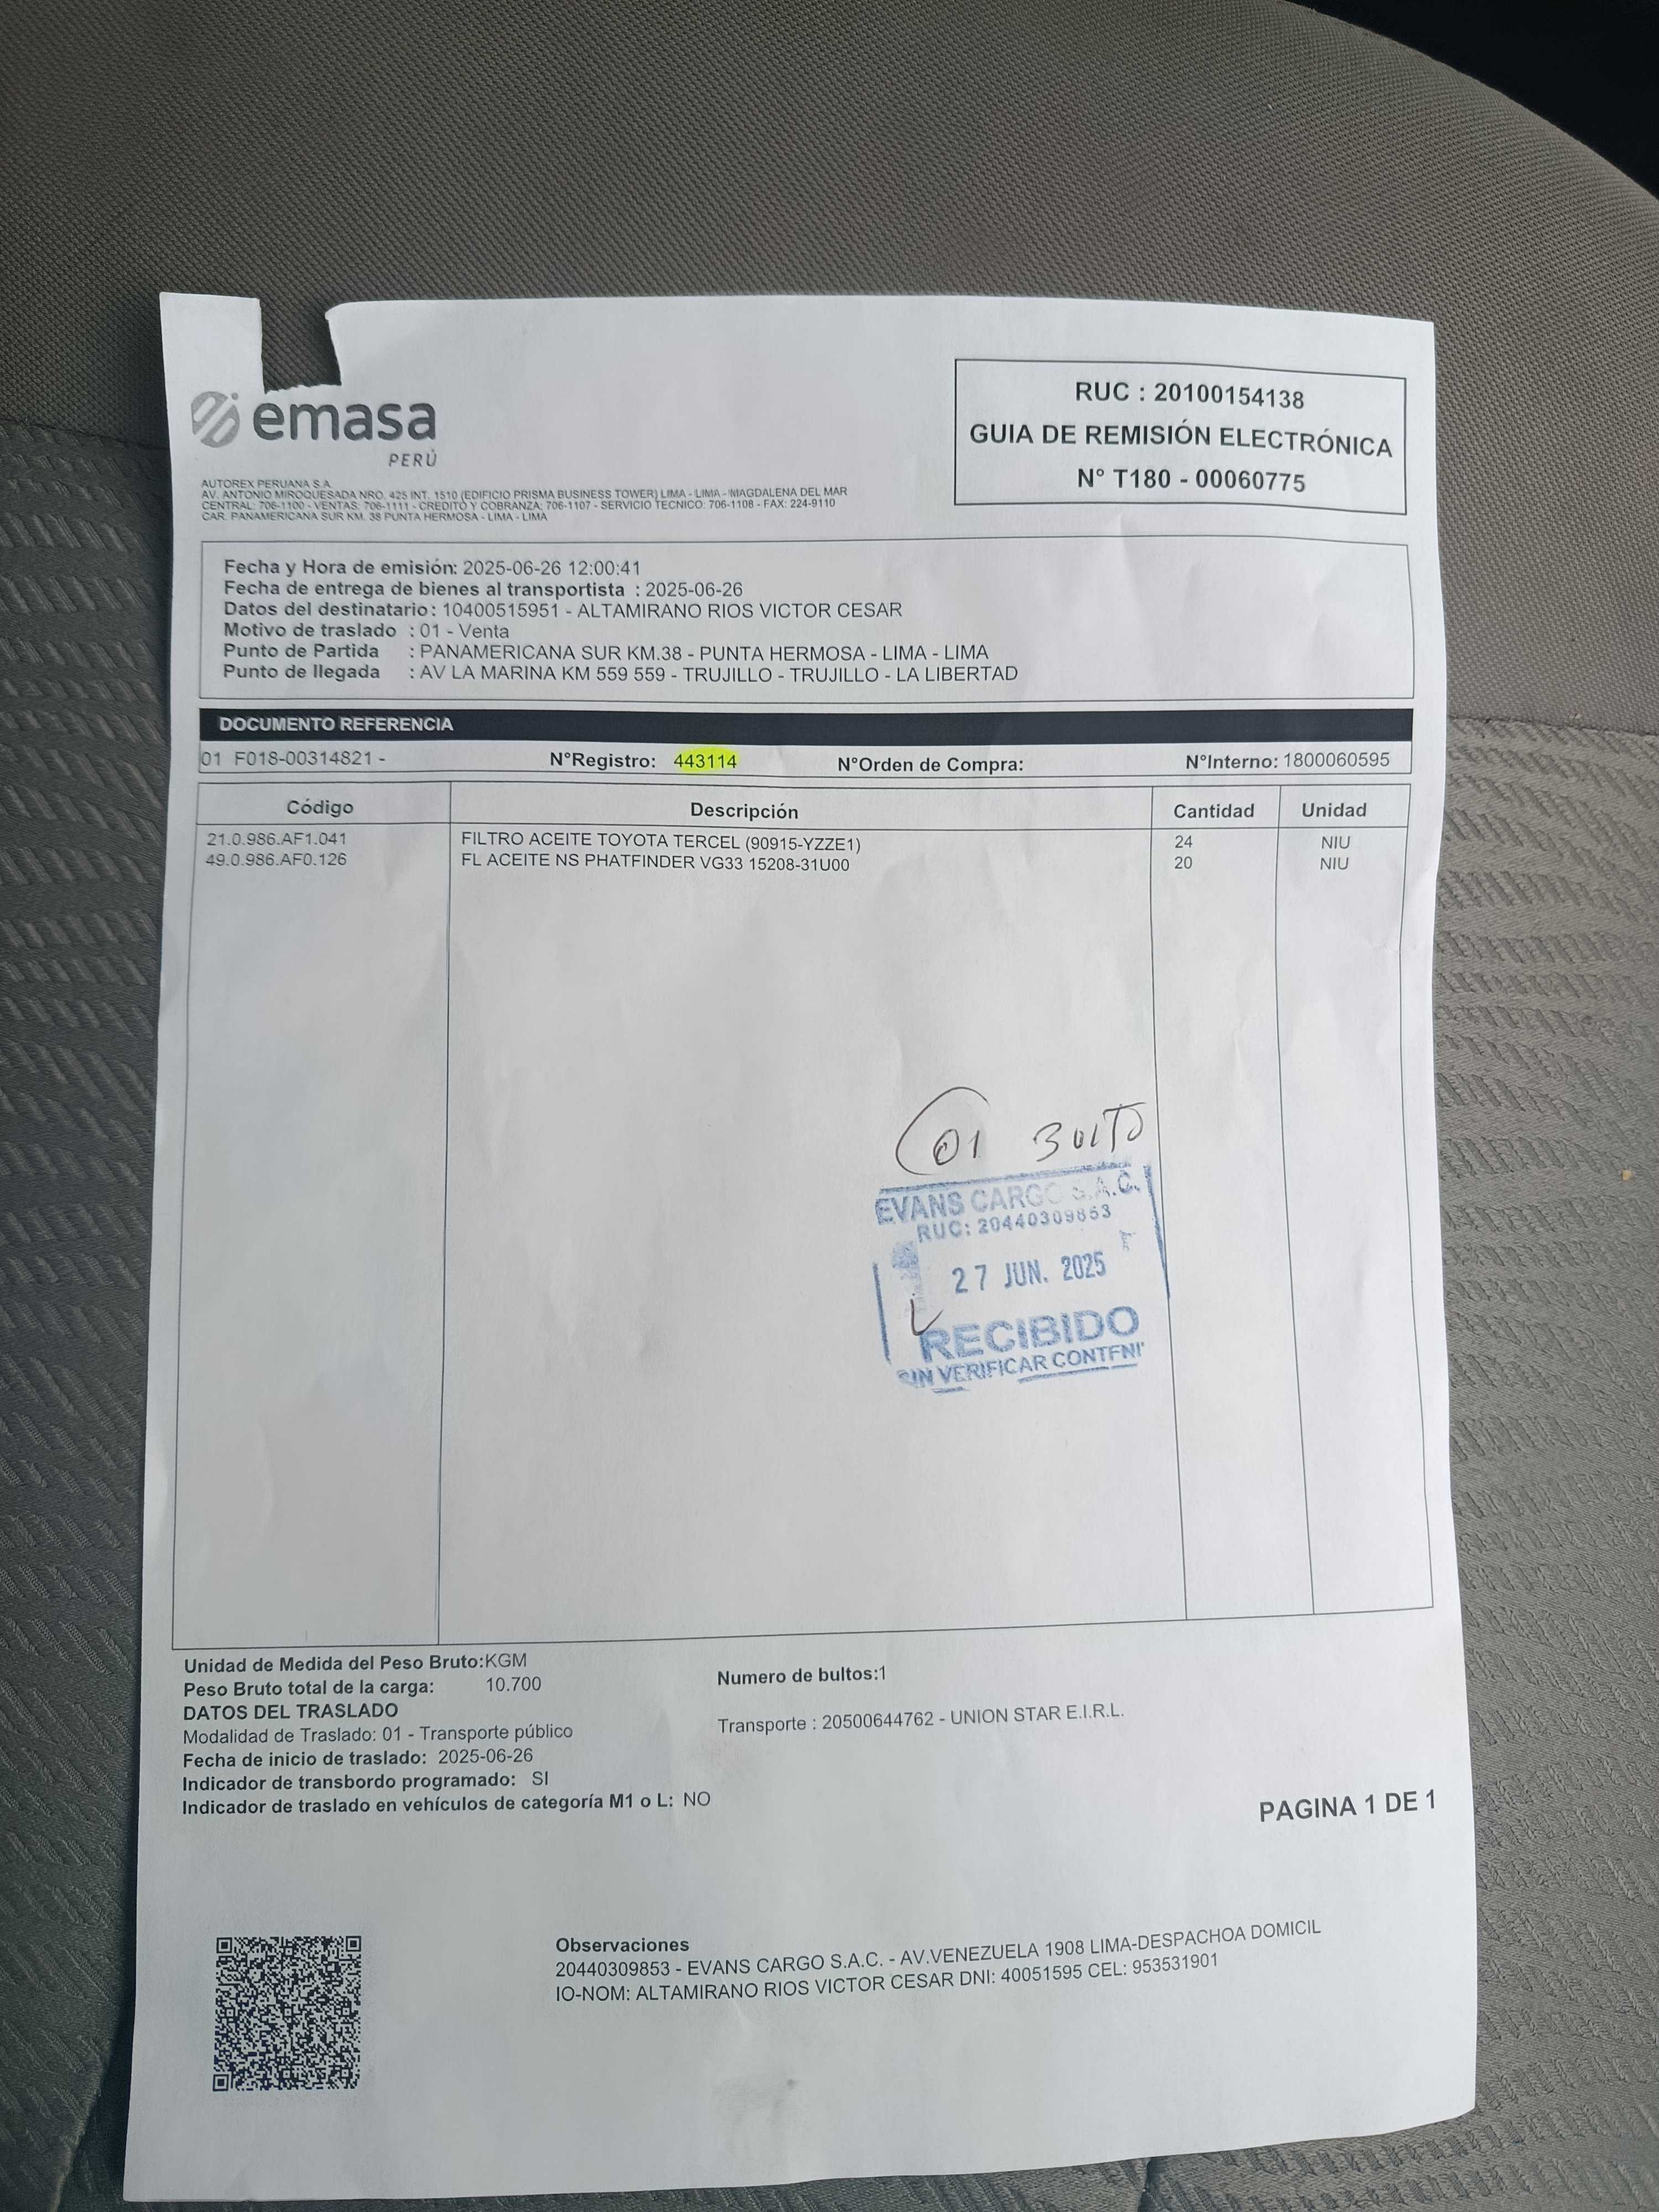 emasa
PERÚ
RUC : 20100154138
GUIA DE REMISIÓN ELECTRÓNICA
N° T180 - 00060775
AUTOREX PERUANA S.A.
AV. ANTONIO MIROQUESADA NRO. 425 INT. 1510 (EDIFICIO PRISMA BUSINESS TOWER) LIMA - LIMA - MAGDALENA DEL MAR
CENTRAL: 706-1100 - VENTAS: 706-1111 - CREDITO Y COBRANZA: 706-1107 - SERVICIO TECNICO: 706-1108 - FAX: 224-9110
CAR. PANAMERICANA SUR KM. 38 PUNTA HERMOSA - LIMA - LIMA
Fecha y Hora de emisión: 2025-06-26 12:00:41
Fecha de entrega de bienes al transportista : 2025-06-26
Datos del destinatario : 10400515951 - ALTAMIRANO RIOS VICTOR CESAR
Motivo de traslado : 01 - Venta
Punto de Partida : PANAMERICANA SUR KM.38 - PUNTA HERMOSA - LIMA - LIMA
Punto de llegada : AV LA MARINA KM 559 559 - TRUJILLO - TRUJILLO - LA LIBERTAD
DOCUMENTO REFERENCIA
01 F018-00314821 - N°Registro: 443114 N°Orden de Compra: N°Interno: 1800060595
Código Descripción Cantidad Unidad
21.0.986.AF1.041 FILTRO ACEITE TOYOTA TERCEL (90915-YZZE1) 24 NIU
49.0.986.AF0.126 FL ACEITE NS PHATFINDER VG33 15208-31U00 20 NIU
01 BULTO
EVANS CARGO S.A.C.
RUC: 20440309853
27 JUN. 2025
RECIBIDO
SIN VERIFICAR CONTENI
Unidad de Medida del Peso Bruto:KGM
Peso Bruto total de la carga: 10.700
Numero de bultos:1
DATOS DEL TRASLADO
Modalidad de Traslado: 01 - Transporte público
Transporte : 20500644762 - UNION STAR E.I.R.L.
Fecha de inicio de traslado: 2025-06-26
Indicador de transbordo programado: SI
Indicador de traslado en vehículos de categoría M1 o L: NO
PAGINA 1 DE 1
Observaciones
20440309853 - EVANS CARGO S.A.C. - AV.VENEZUELA 1908 LIMA-DESPACHOA DOMICIL
IO-NOM: ALTAMIRANO RIOS VICTOR CESAR DNI: 40051595 CEL: 953531901